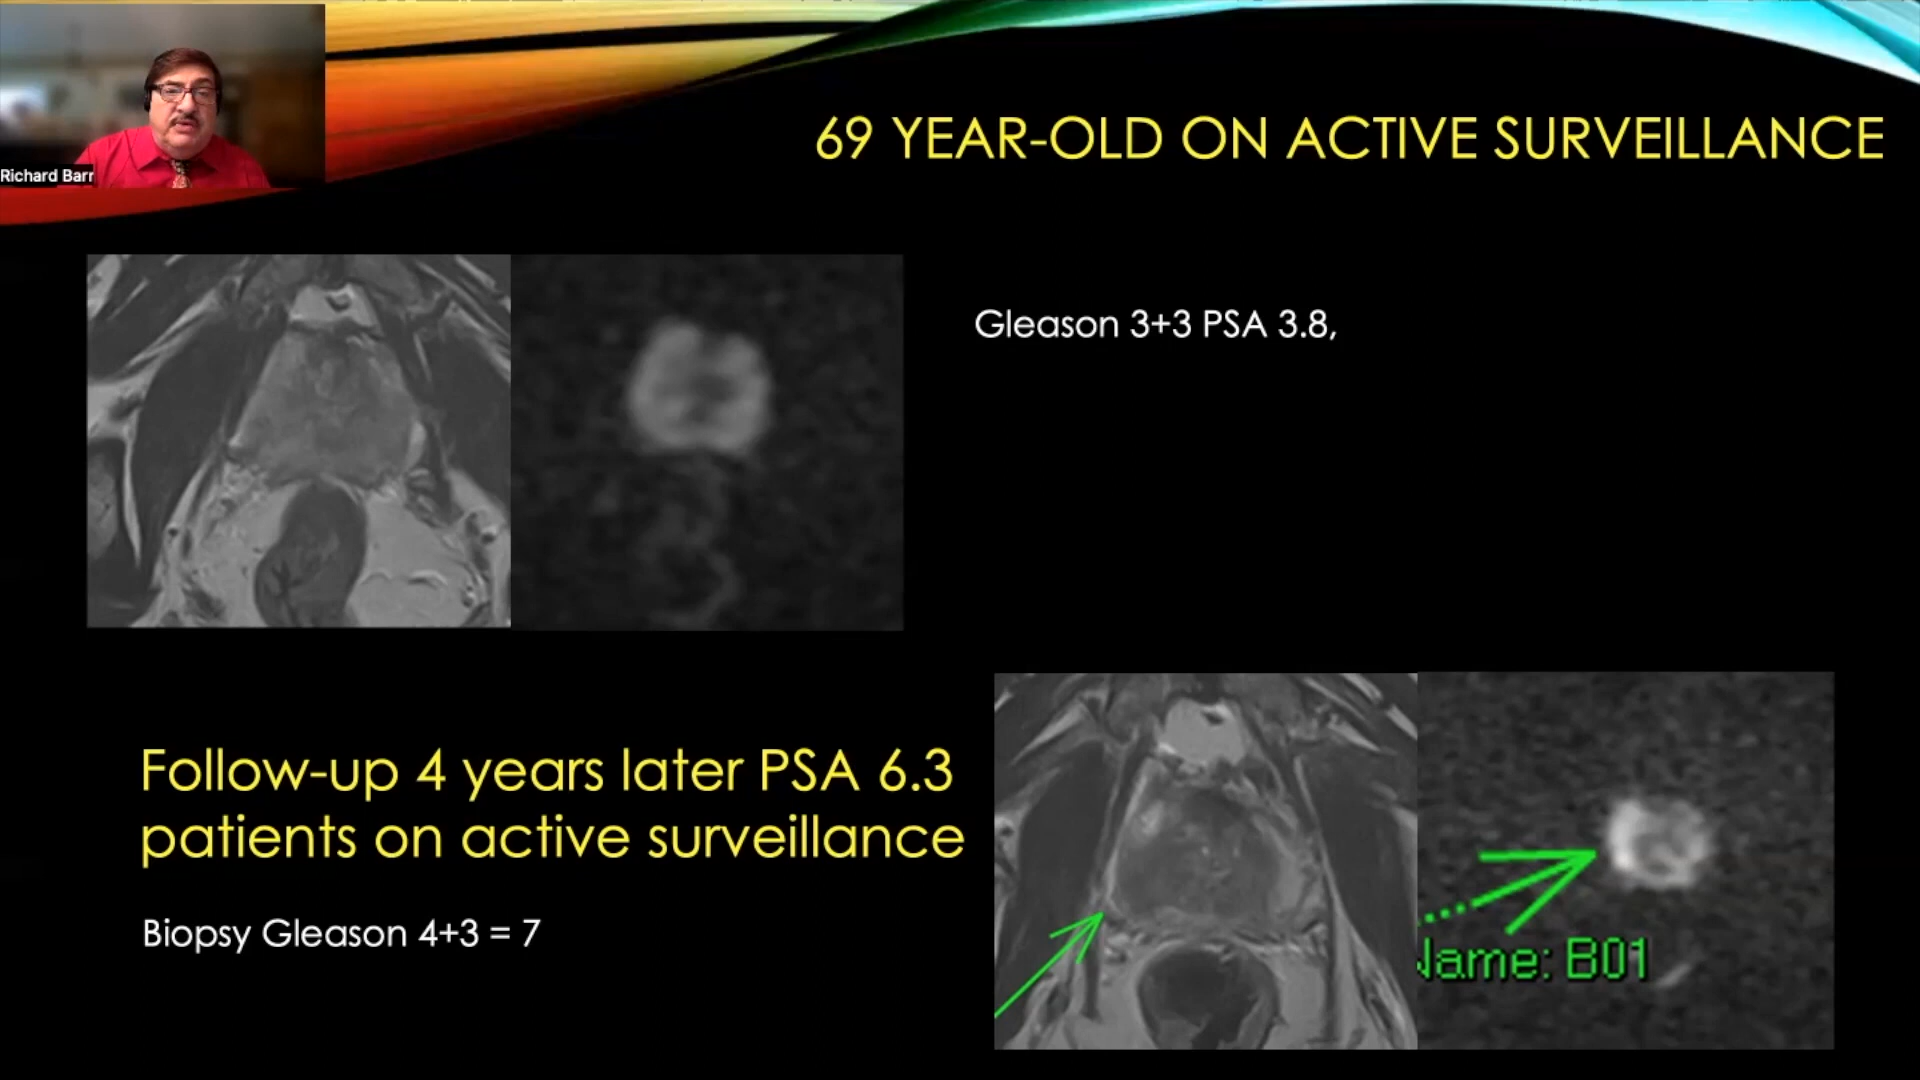 Richard Barr
69 YEAR-OLD ON ACTIVE SURVEILLANCE
Gleason 3+3 PSA 3.8,
Follow-up 4 years later PSA 6.3
patients on active surveillance
Biopsy Gleason 4+3 = 7
Name: B01